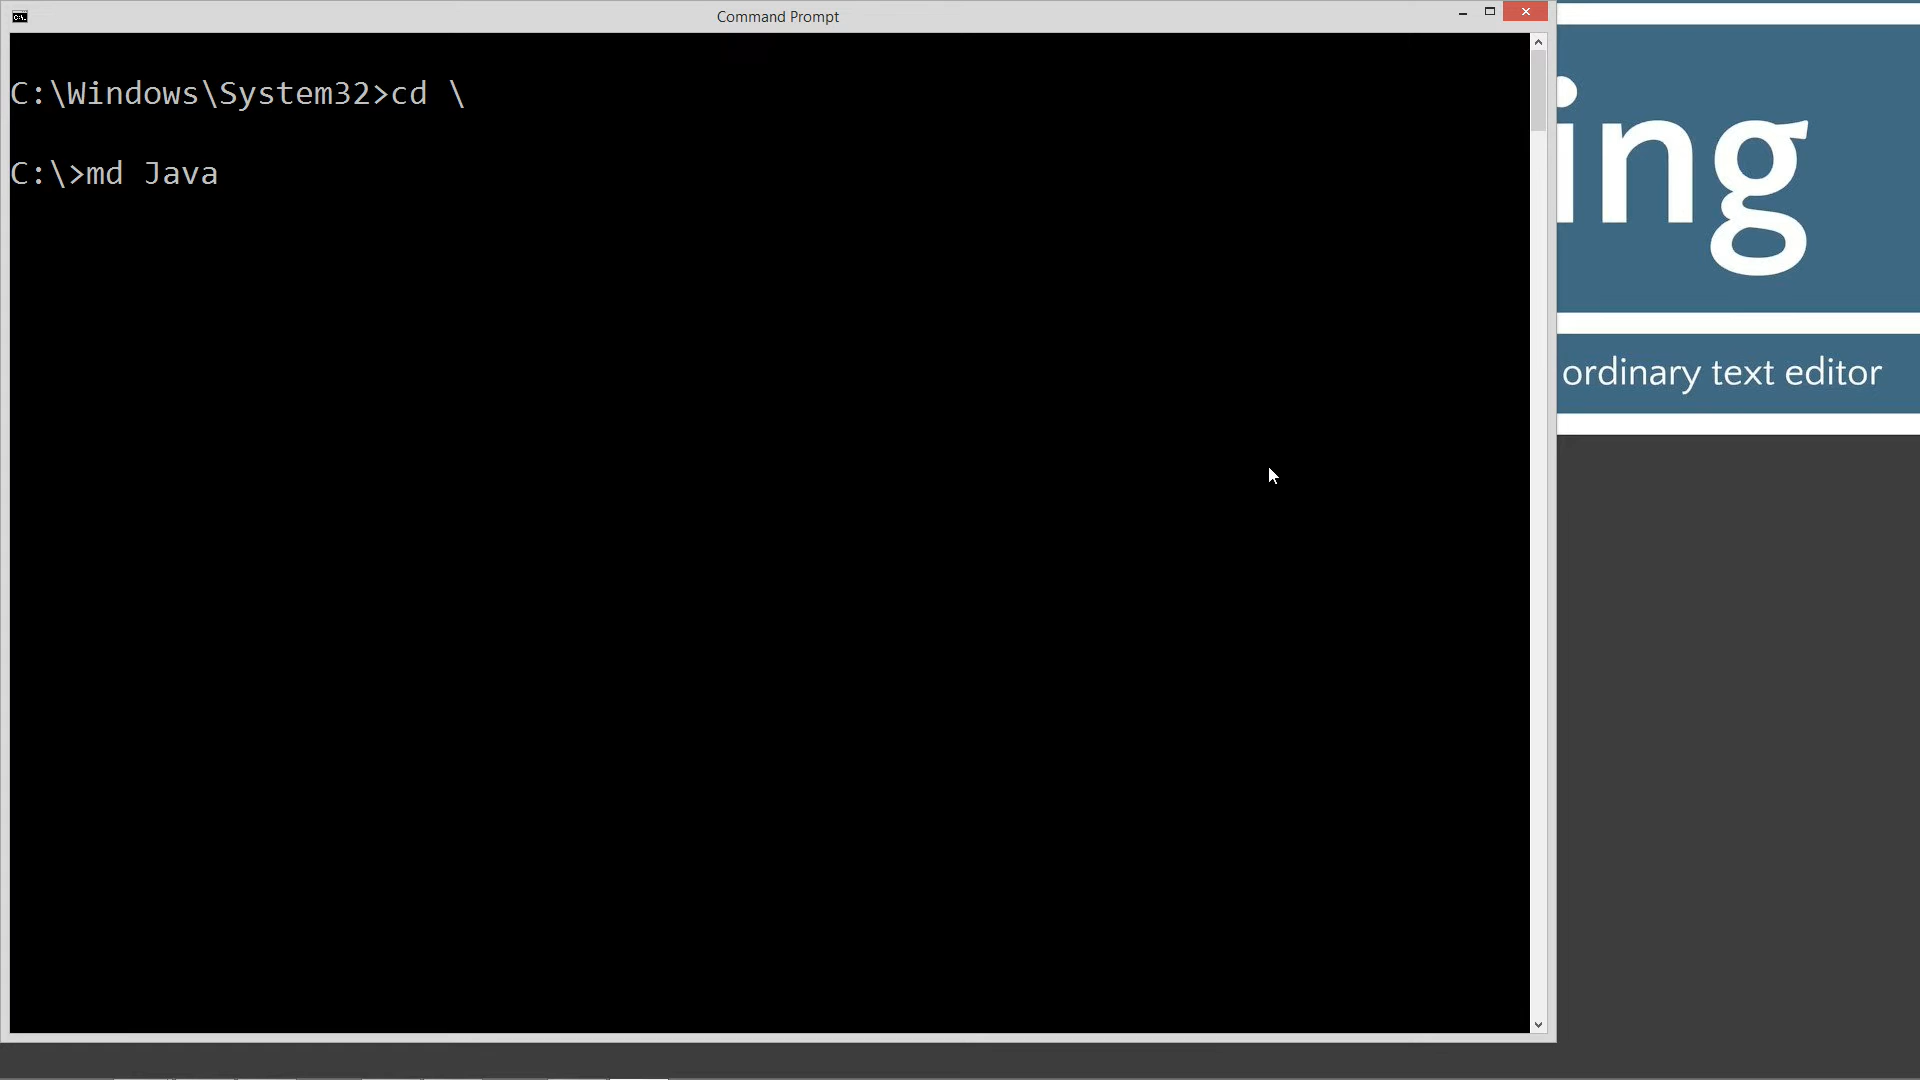 Command Prompt
C:\Windows\System32>cd \
C:\>md Java
ing
ordinary text editor